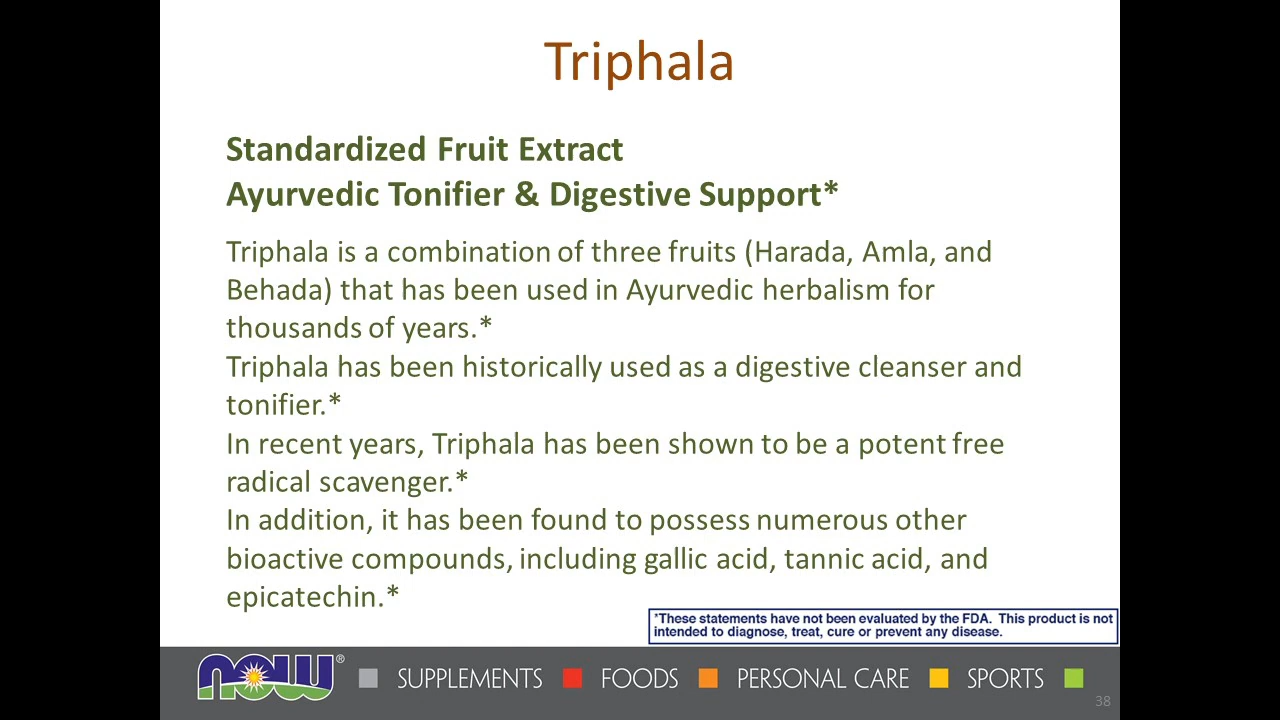 Triphala
Standardized Fruit Extract
Ayurvedic Tonifier & Digestive Support*
Triphala is a combination of three fruits (Harada, Amla, and
Behada) that has been used in Ayurvedic herbalism for
thousands of years.*
Triphala has been historically used as a digestive cleanser and
tonifier.*
In recent years, Triphala has been shown to be a potent free
radical scavenger.*
In addition, it has been found to possess numerous other
bioactive compounds, including gallic acid, tannic acid, and
epicatechin.*
*These statements have not been evaluated by the FDA. This product is not
intended to diagnose, treat, cure or prevent any disease.
NOW® SUPPLEMENTS FOODS PERSONAL CARE SPORTS
38